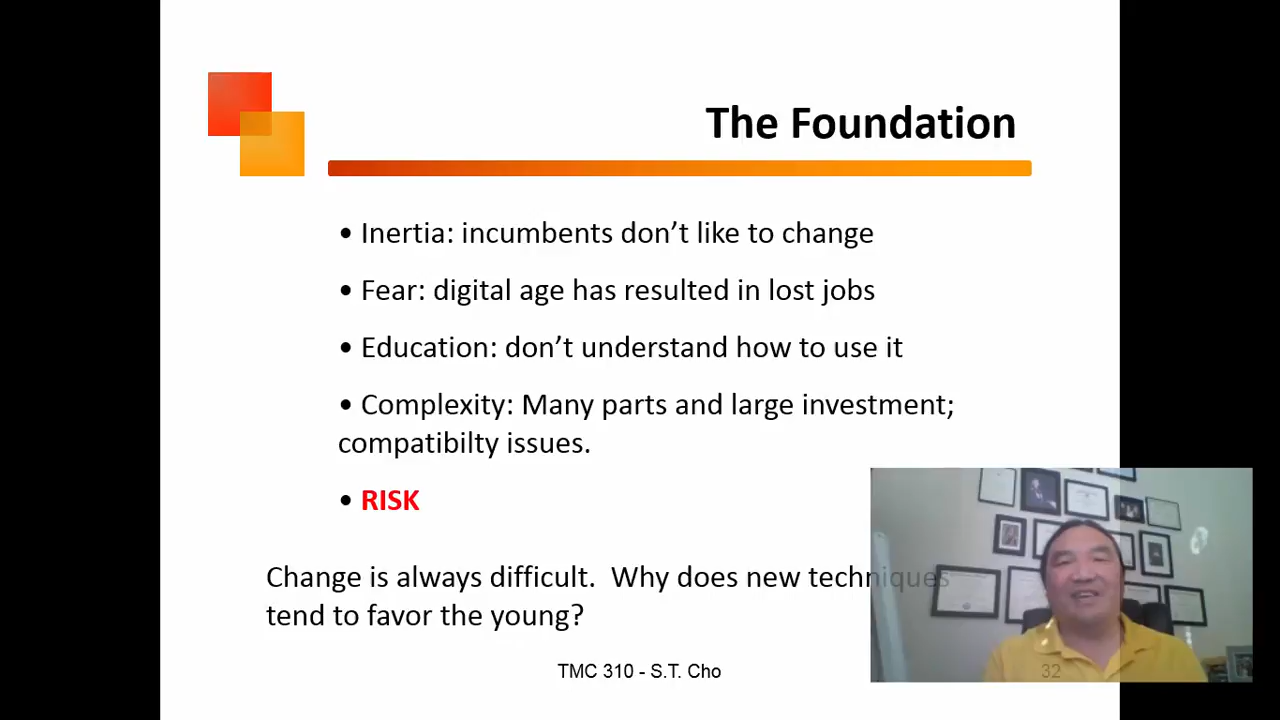 The Foundation
• Inertia: incumbents don’t like to change
• Fear: digital age has resulted in lost jobs
• Education: don’t understand how to use it
• Complexity: Many parts and large investment;
compatibilty issues.
• RISK
Change is always difficult.  Why does new techniques
tend to favor the young?
TMC 310 - S.T. Cho
32